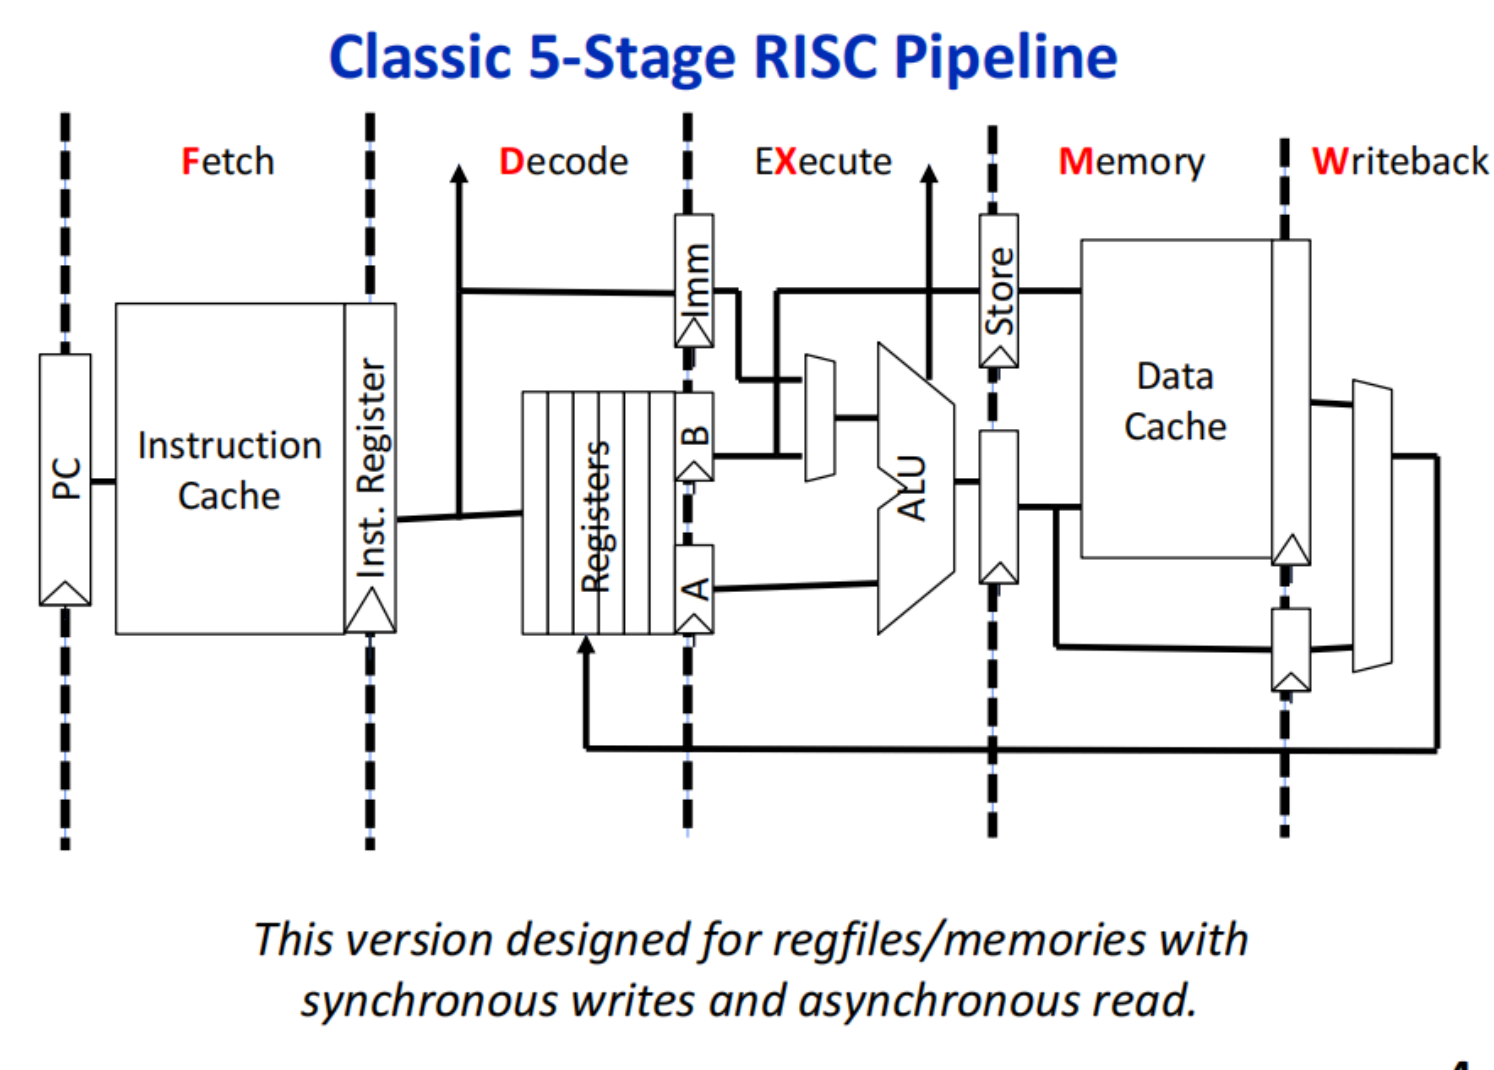 Classic 5-Stage RISC Pipeline
Fetch
Decode
EXecute
Memory
Writeback
PC
Instruction
Cache
Inst. Register
Registers
Imm
B
A
ALU
Store
Data
Cache
This version designed for regfiles/memories with
synchronous writes and asynchronous read.